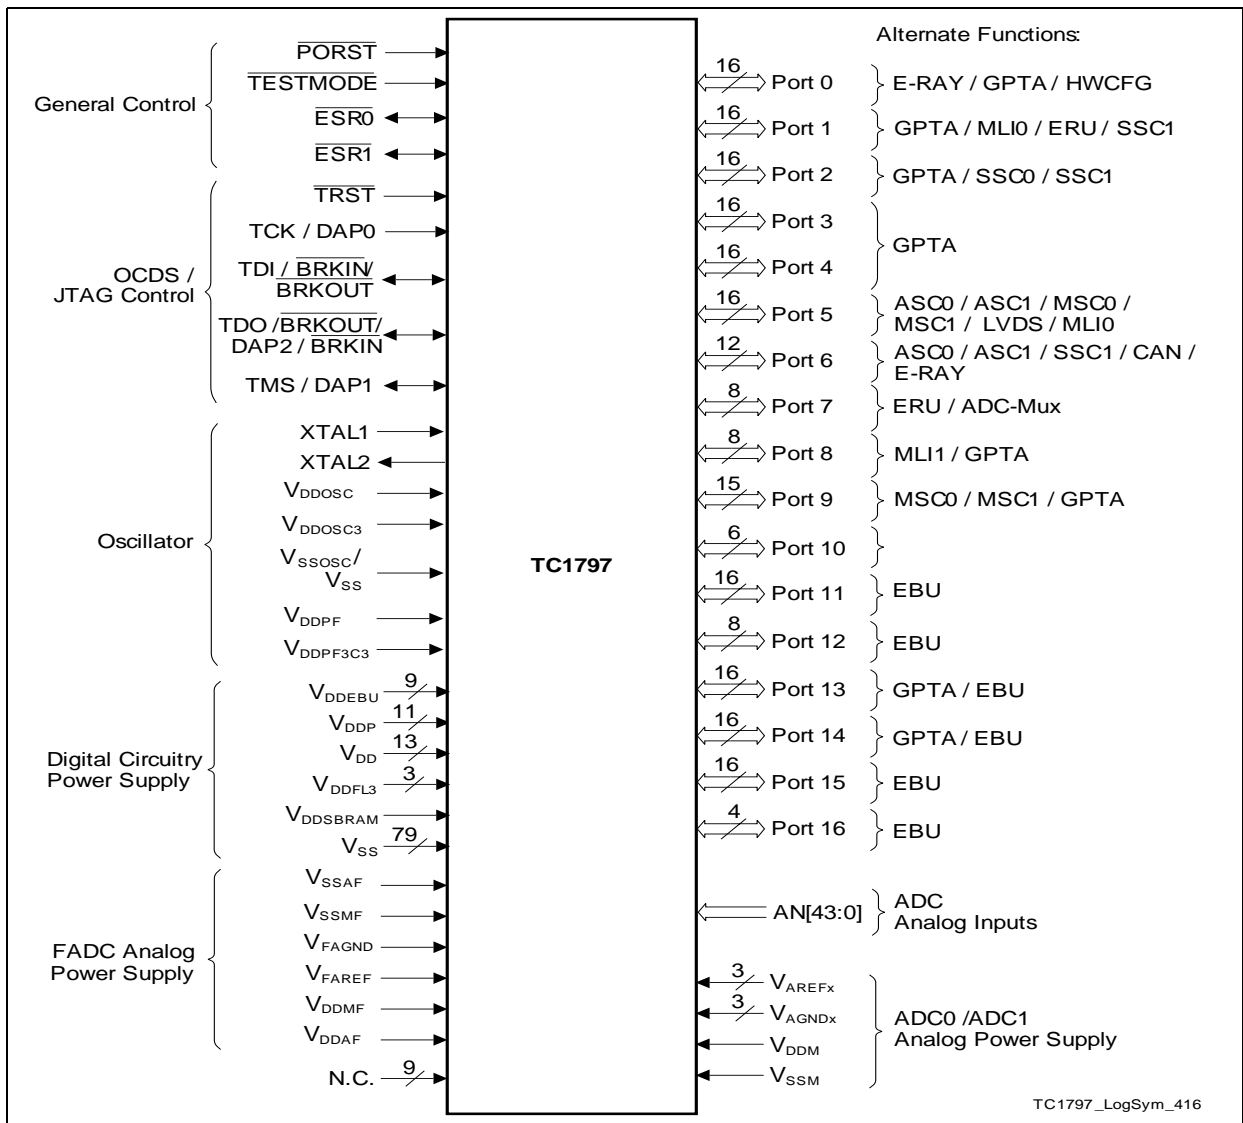 Alternate Functions:
General Control
PORST
TESTMODE
ESR0
ESR1
OCDS /
JTAG Control
TRST
TCK / DAP0
TDI / BRKIN/
BRKOUT
TDO /BRKOUT/
DAP2 / BRKIN
TMS / DAP1
Oscillator
XTAL1
XTAL2
VDDOSC
VDDOSC3
VSSOSC/
VSS
VDDPF
VDDPF3C3
Digital Circuitry
Power Supply
VDDEBU 9
VDDP 11
VDD 13
VDDFL3 3
VDDSBRAM
VSS 79
FADC Analog
Power Supply
VSSAF
VSSMF
VFAGND
VFAREF
VDDMF
VDDAF
N.C. 9
TC1797
16 Port 0 E-RAY / GPTA / HWCFG
16 Port 1 GPTA / MLI0 / ERU / SSC1
16 Port 2 GPTA / SSC0 / SSC1
16 Port 3
GPTA
16 Port 4
16 Port 5 ASC0 / ASC1 / MSC0 /
MSC1 / LVDS / MLI0
12 Port 6 ASC0 / ASC1 / SSC1 / CAN /
E-RAY
8 Port 7 ERU / ADC-Mux
8 Port 8 MLI1 / GPTA
15 Port 9 MSC0 / MSC1 / GPTA
6 Port 10
16 Port 11 EBU
8 Port 12 EBU
16 Port 13 GPTA / EBU
16 Port 14 GPTA / EBU
16 Port 15 EBU
4 Port 16 EBU
AN[43:0] ADC
Analog Inputs
3 VAREFx
3 VAGNDx
VDDM
VSSM
ADC0 /ADC1
Analog Power Supply
TC1797_LogSym_416